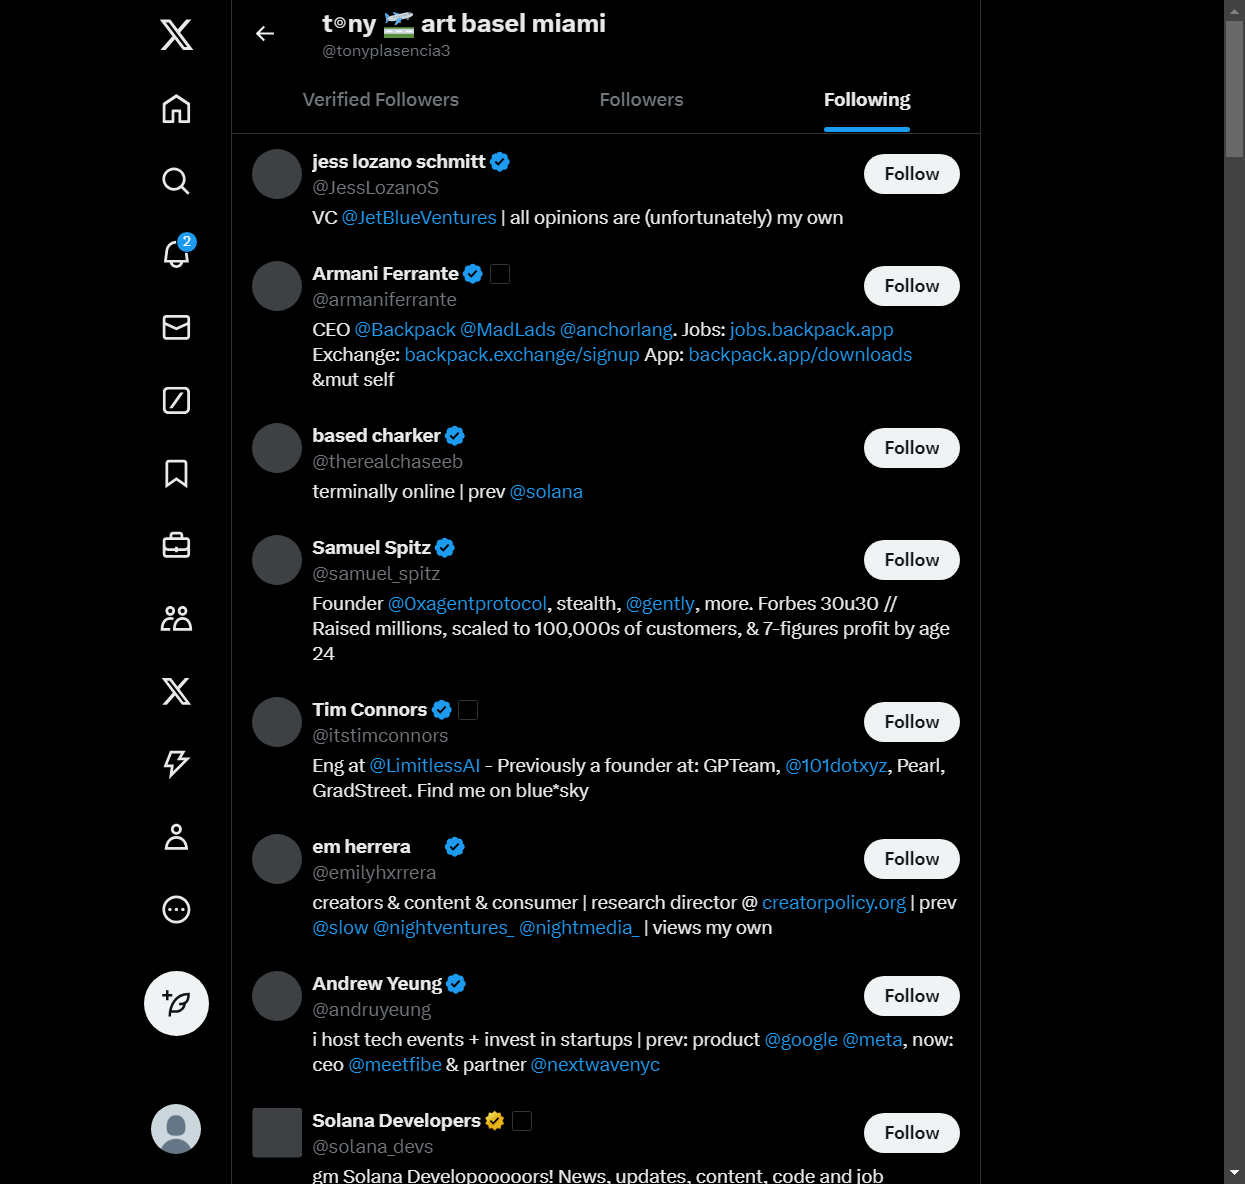 t⌾ny 🛫 art basel miami
@tonyplasencia3
Verified Followers
Followers
Following
2
jess lozano schmitt
@JessLozanoS
Follow
VC @JetBlueVentures | all opinions are (unfortunately) my own
Armani Ferrante
@armaniferrante
Follow
CEO @Backpack @MadLads @anchorlang. Jobs: jobs.backpack.app
Exchange: backpack.exchange/signup App: backpack.app/downloads
&mut self
based charker
@therealchaseeb
Follow
terminally online | prev @solana
Samuel Spitz
@samuel_spitz
Follow
Founder @0xagentprotocol, stealth, @gently, more. Forbes 30u30 //
Raised millions, scaled to 100,000s of customers, & 7-figures profit by age
24
Tim Connors
@itstimconnors
Follow
Eng at @LimitlessAI - Previously a founder at: GPTeam, @101dotxyz, Pearl,
GradStreet. Find me on blue*sky
em herrera
@emilyhxrrera
Follow
creators & content & consumer | research director @ creatorpolicy.org | prev
@slow @nightventures_ @nightmedia_ | views my own
Andrew Yeung
@andruyeung
Follow
i host tech events + invest in startups | prev: product @google @meta, now:
ceo @meetfibe & partner @nextwavenyc
Solana Developers
@solana_devs
Follow
gm Solana Developooooors! News, updates, content, code and job